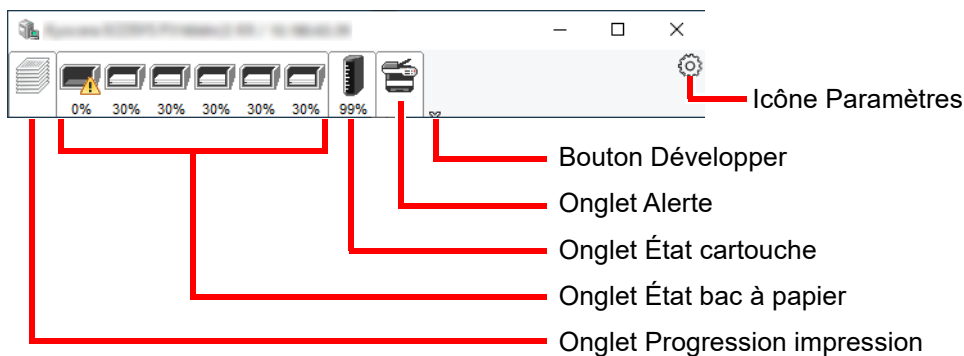 0% 30% 30% 30% 30% 30% 99%
Icône Paramètres
Bouton Développer
Onglet Alerte
Onglet État cartouche
Onglet État bac à papier
Onglet Progression impression